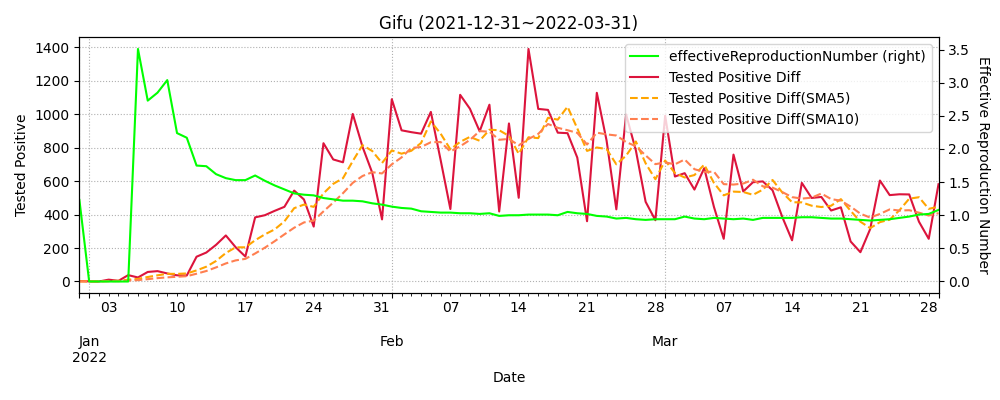 Gifu (2021-12-31~2022-03-31)
effectiveReproductionNumber (right)
Tested Positive Diff
Tested Positive Diff(SMA5)
Tested Positive Diff(SMA10)
Tested Positive
1400
1200
1000
800
600
400
200
0
3.5
3.0
2.5
2.0
1.5
1.0
0.5
0.0
Effective Reproduction Number
03 10 17 24 31 07 14 21 28 07 14 21 28
Jan Feb Mar
2022
Date